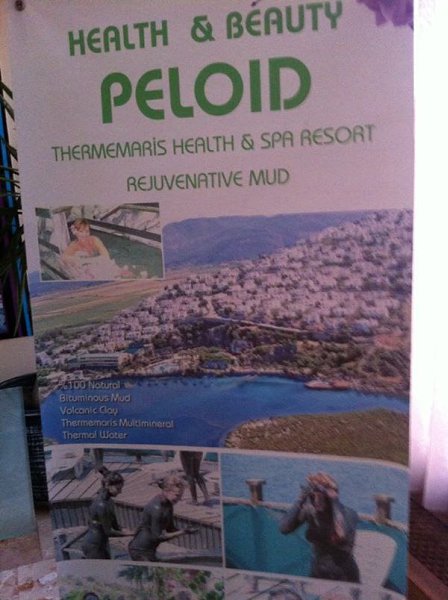 HEALTH & BEAUTY
PELOID
THERMEMARİS HEALTH & SPA RESORT
REJUVENATIVE MUD
%100 Natural
Bituminous Mud
Volcanic Clay
Thermemaris Multimineral
Thermal Water